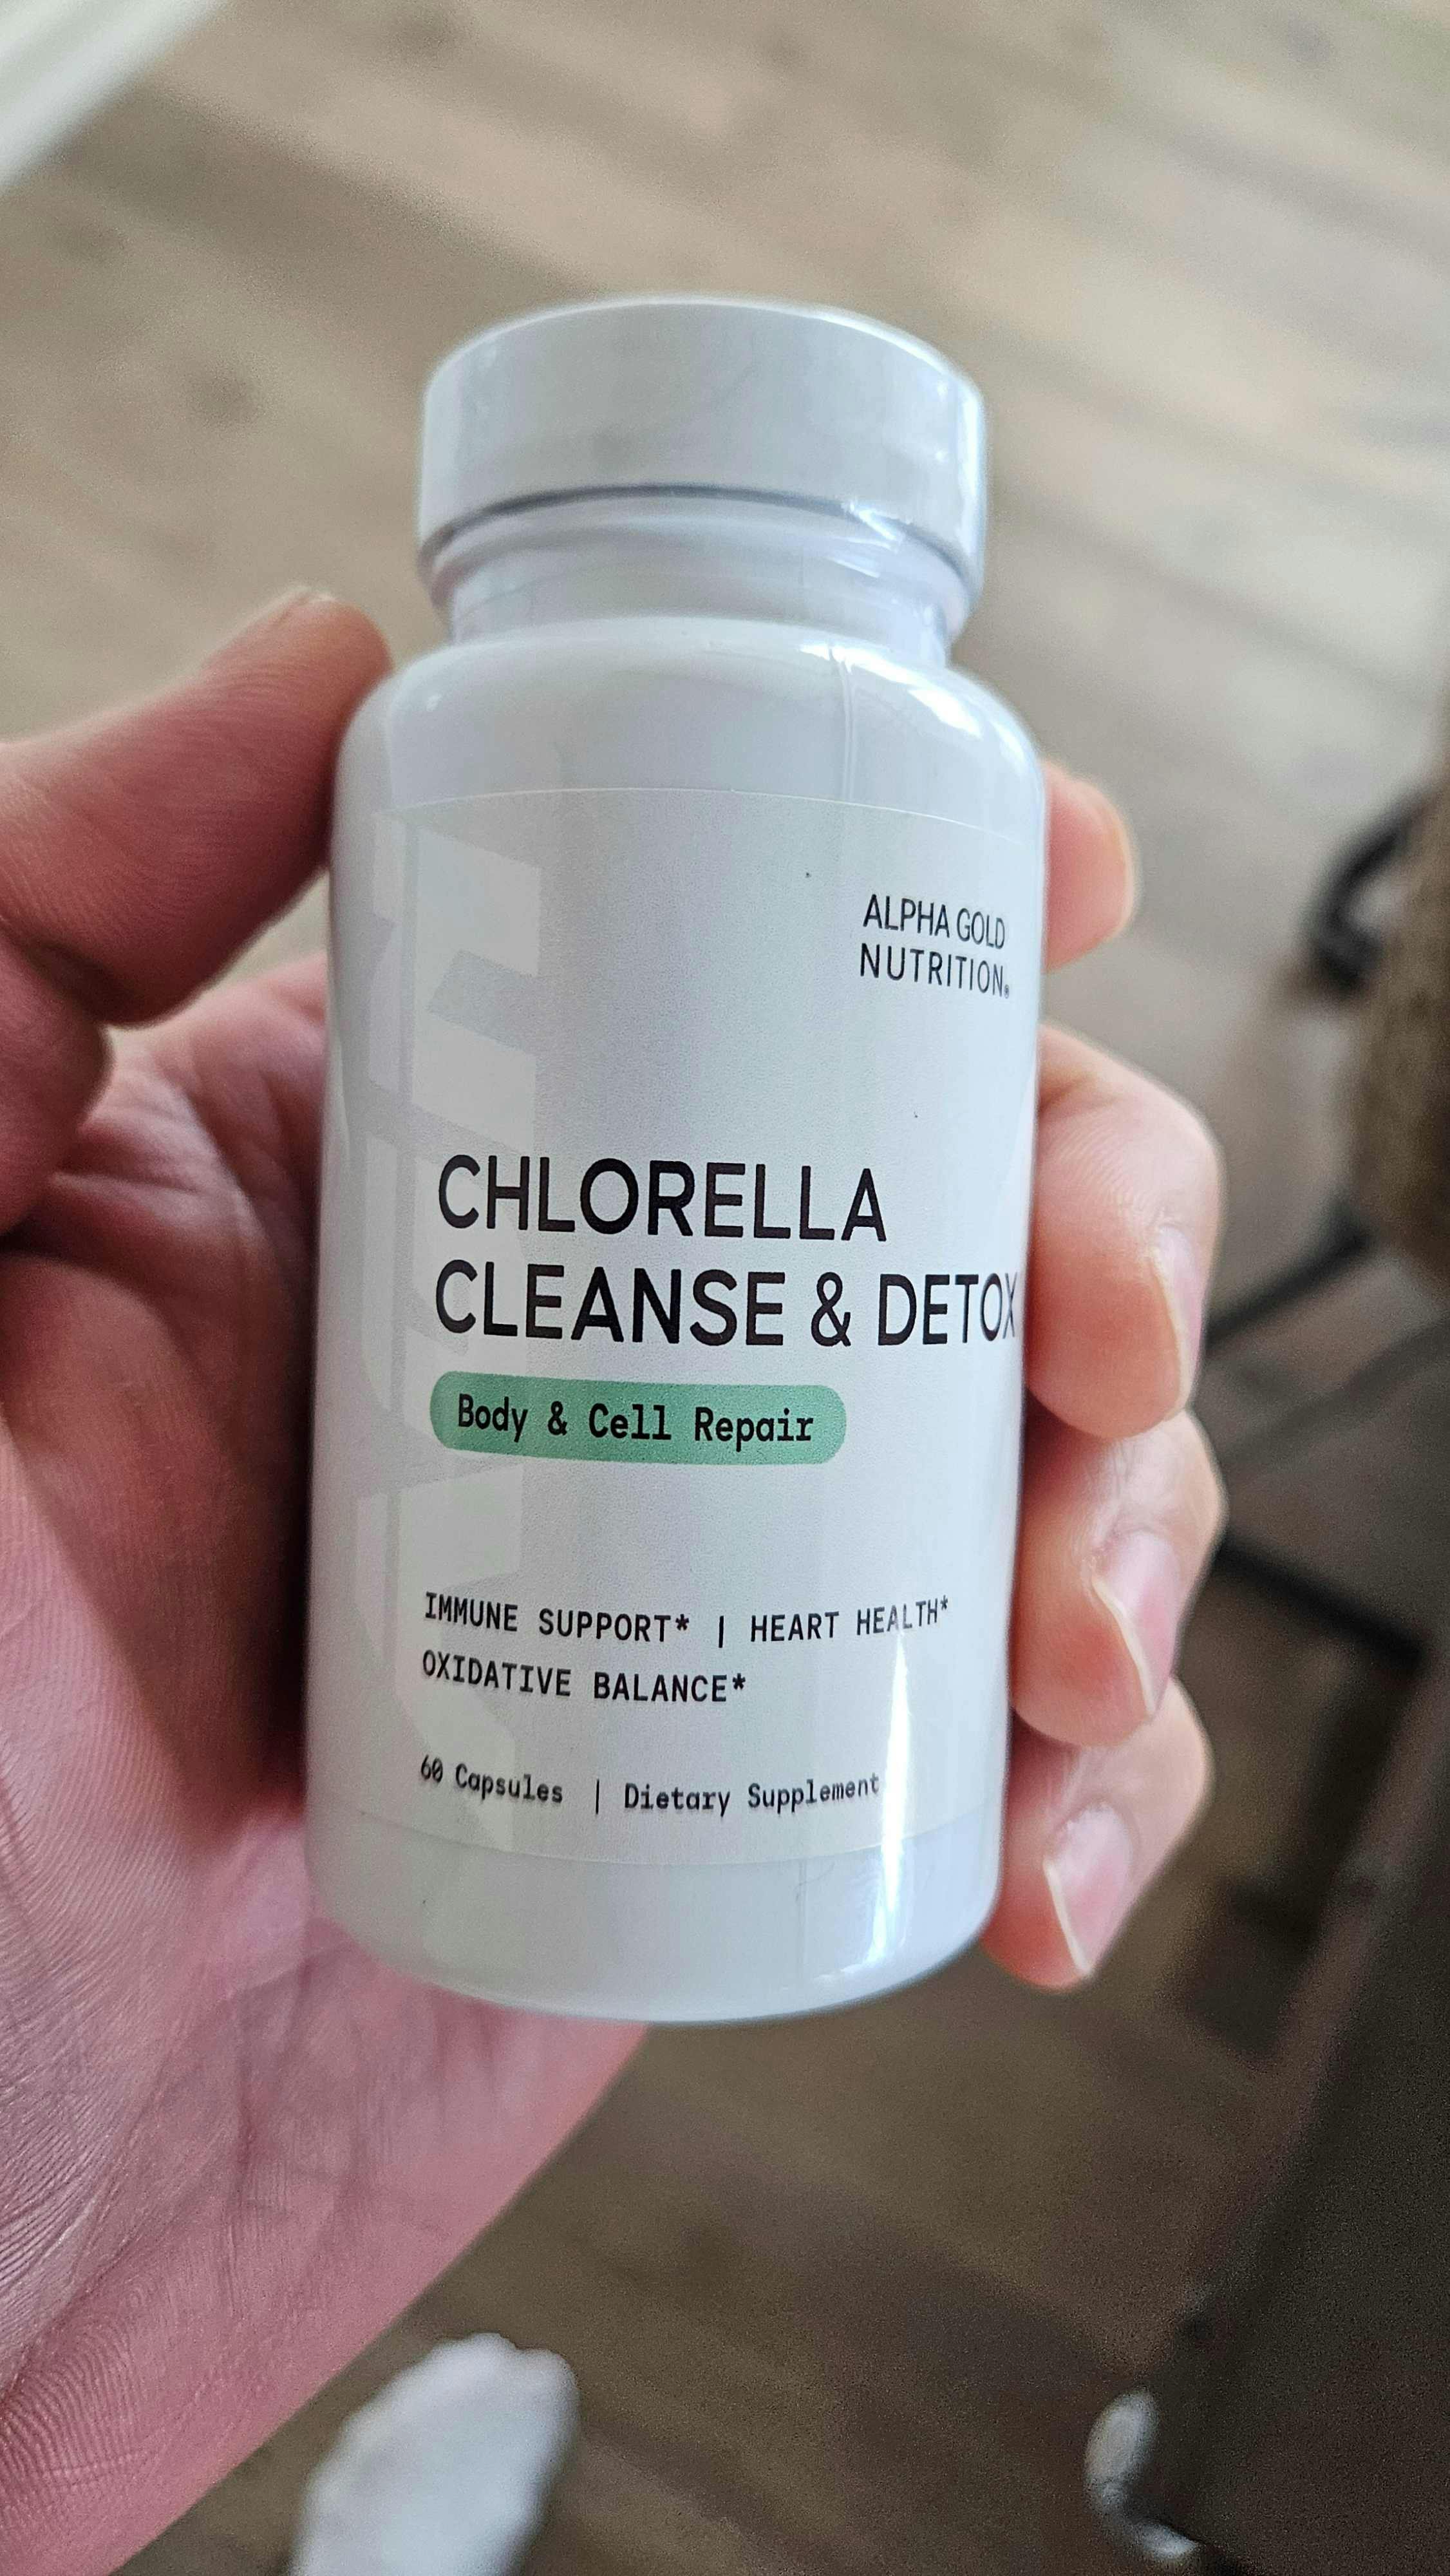 ALPHA GOLD
NUTRITION®
CHLORELLA
CLEANSE & DETOX
Body & Cell Repair
IMMUNE SUPPORT* | HEART HEALTH*
OXIDATIVE BALANCE*
60 Capsules | Dietary Supplement